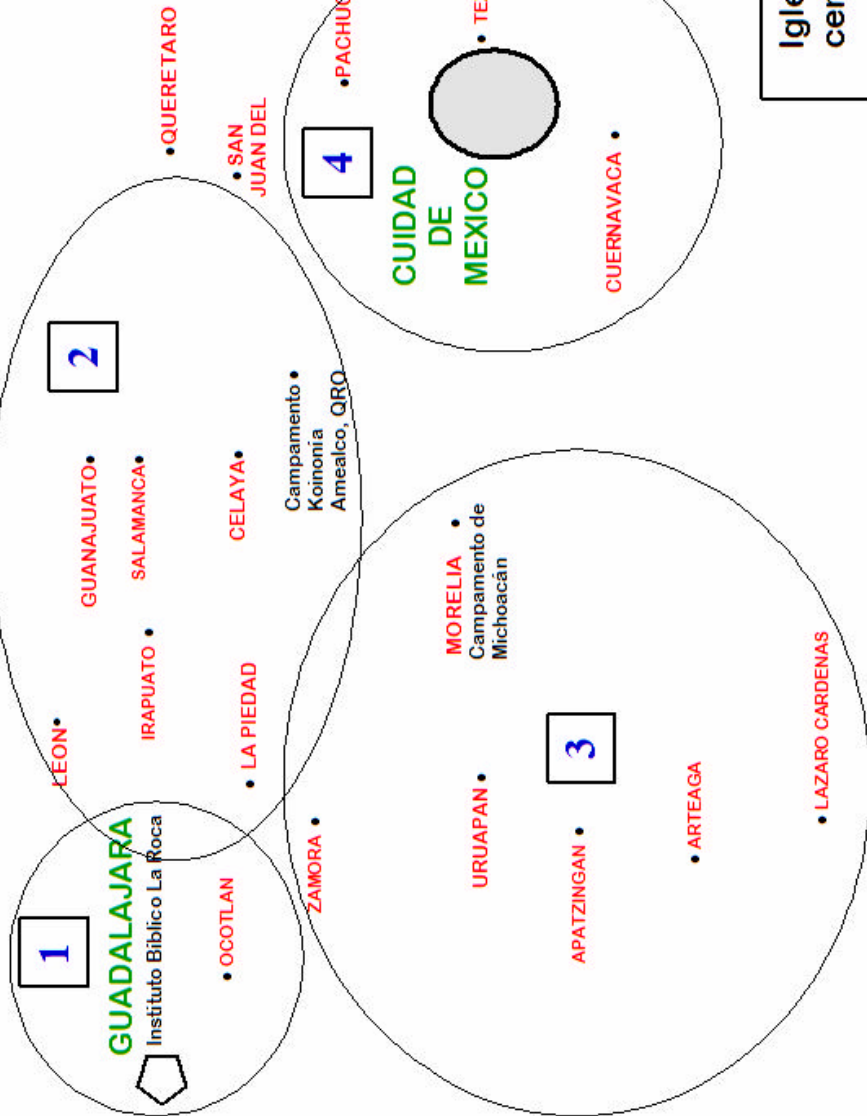 1
GUADALAJARA
Instituto Biblico La Roca
OCOTLAN
LEON
IRAPUATO
LA PIEDAD
GUANAJUATO
SALAMANCA
CELAYA
2
Campamento
Koinonia
Amealco, QRO
QUERETARO
SAN
JUAN DEL
ZAMORA
URUAPAN
APATZINGAN
ARTEAGA
LAZARO CARDENAS
3
MORELIA
Campamento de
Michoacán
4
CUIDAD
DE
MEXICO
CUERNAVACA